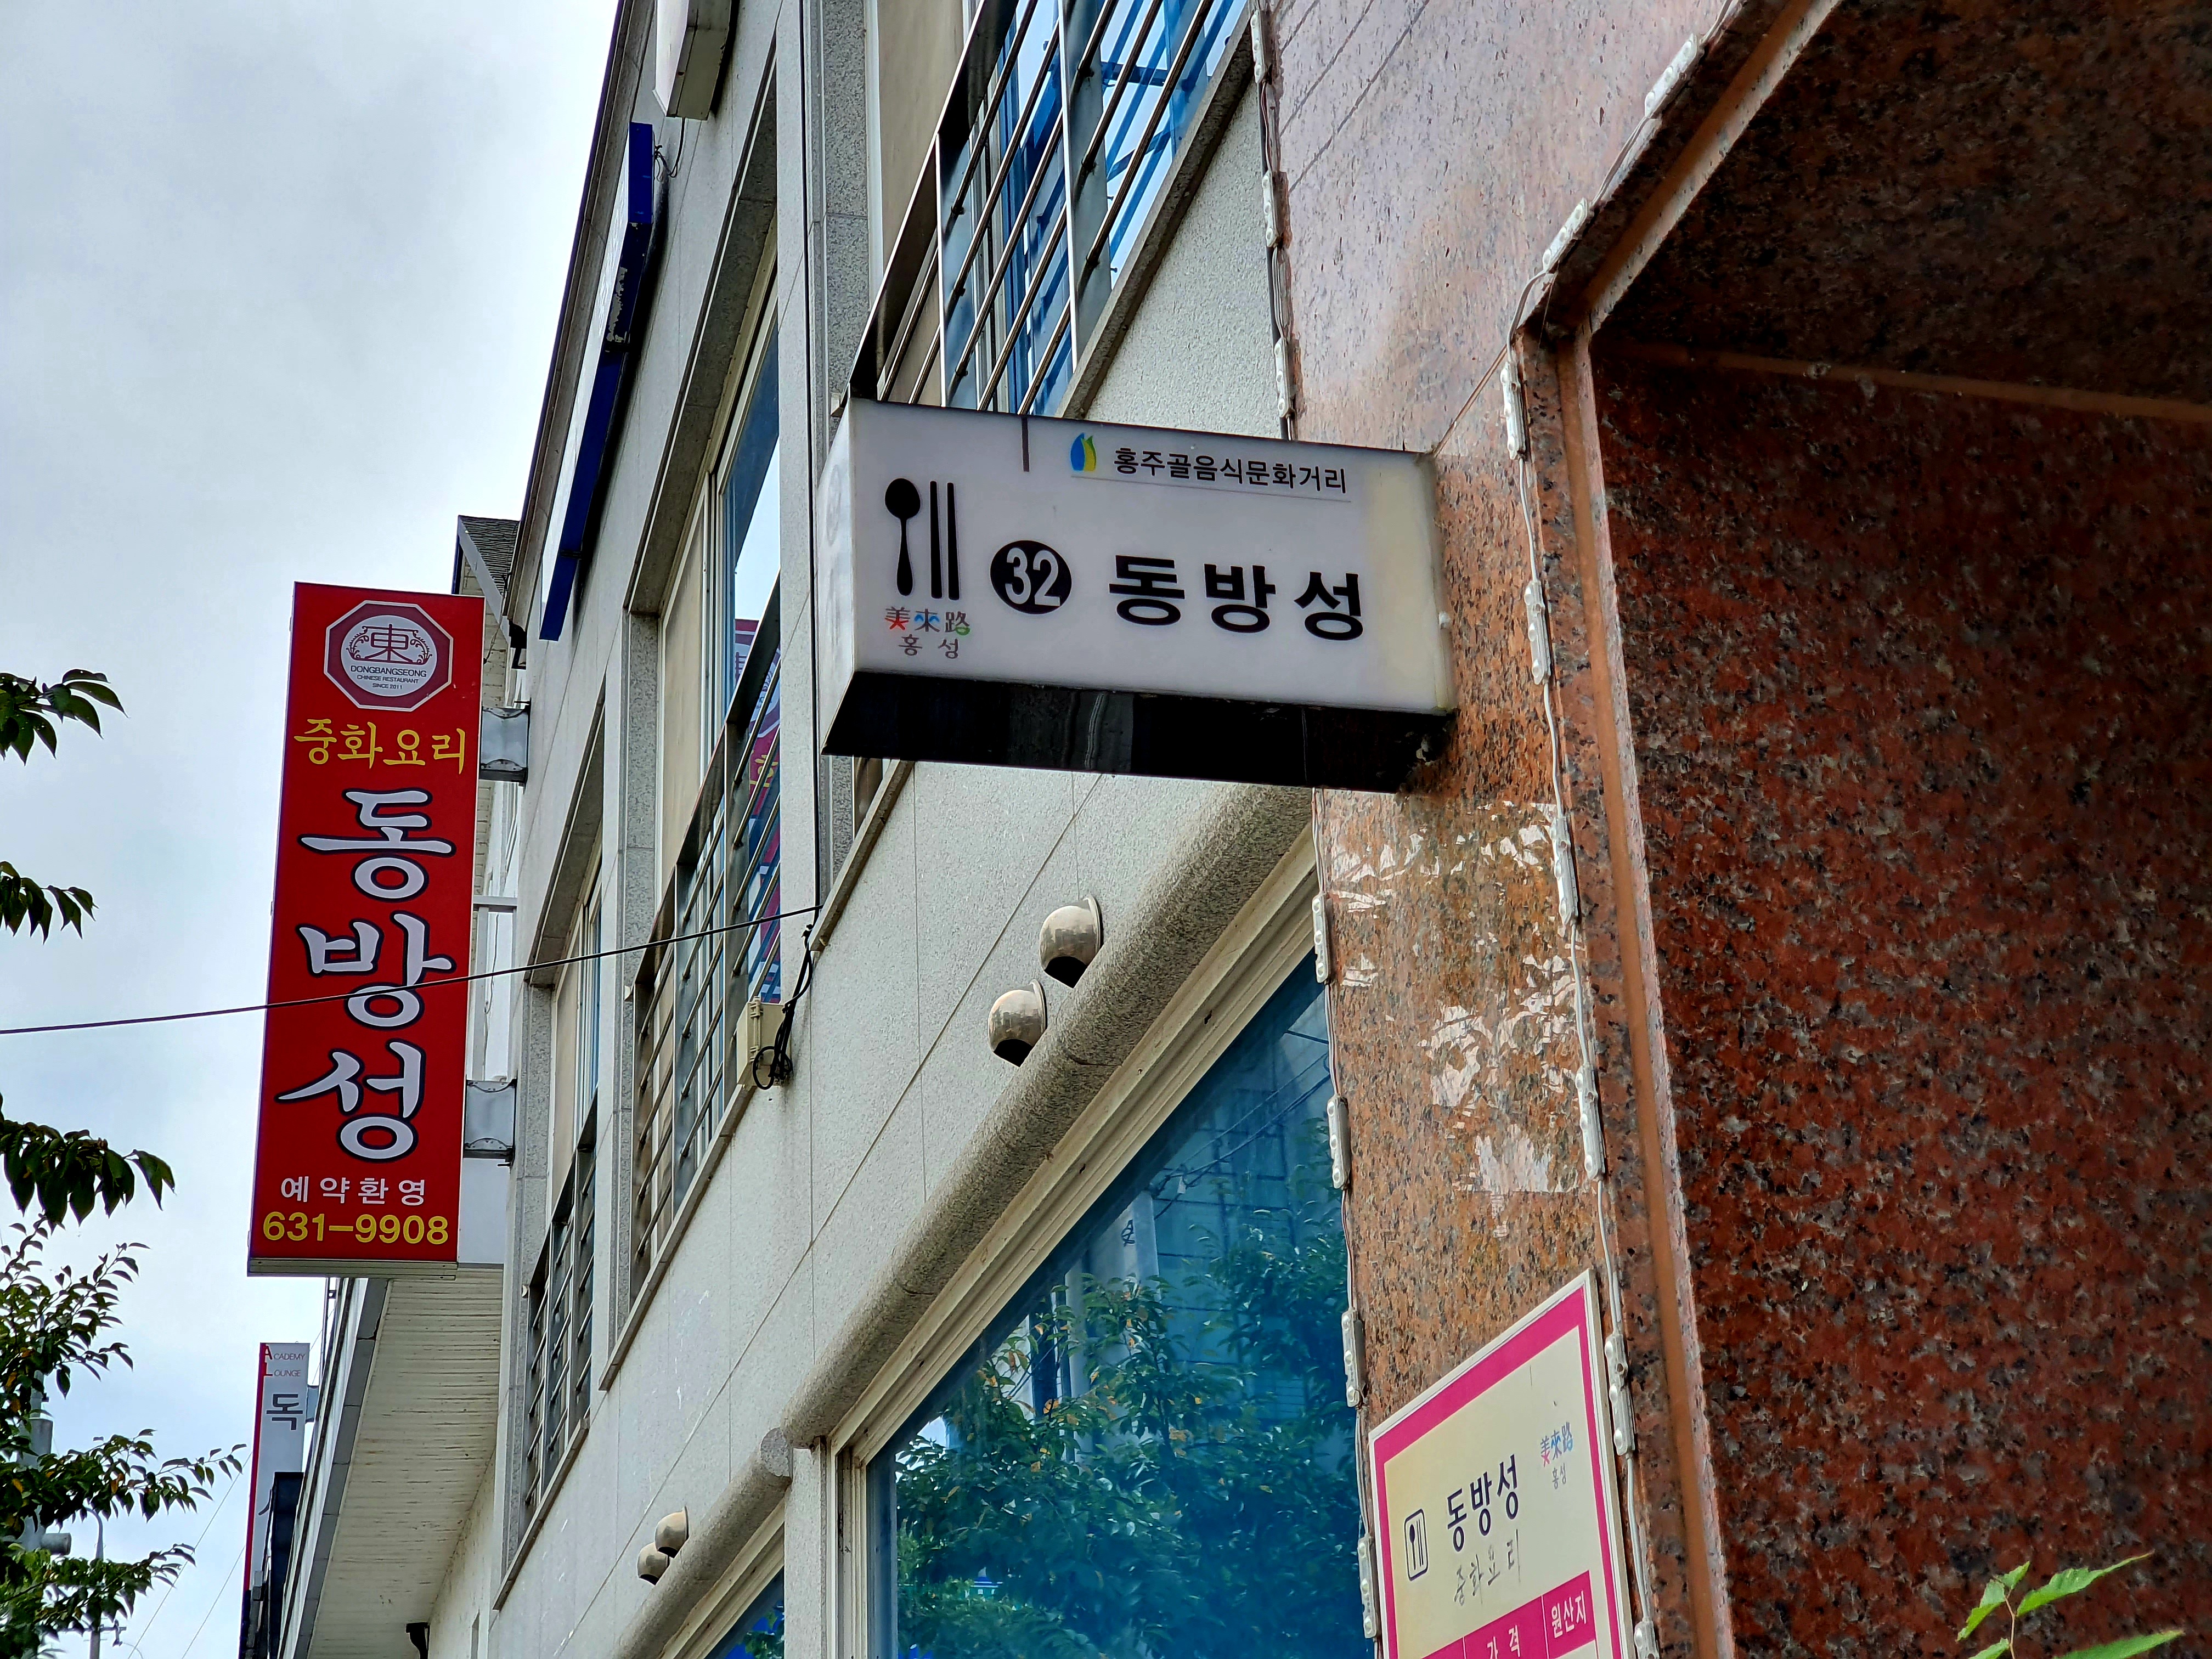 東
DONGBANGSEONG
CHINESE RESTAURANT
SINCE 2011
중화요리
동방성
예약환영
631-9908
홍주골음식문화거리
32 동방성
美來路
홍성
ACADEMY
LOUNGE
독
美來路
홍성
동방성
중화요리
가격
원산지